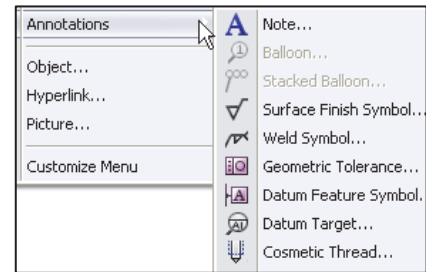 Annotations
Object...
Hyperlink...
Picture...
Customize Menu
A Note...
Balloon...
Stacked Balloon...
Surface Finish Symbol...
Weld Symbol...
Geometric Tolerance...
A Datum Feature Symbol.
A1 Datum Target...
Cosmetic Thread...